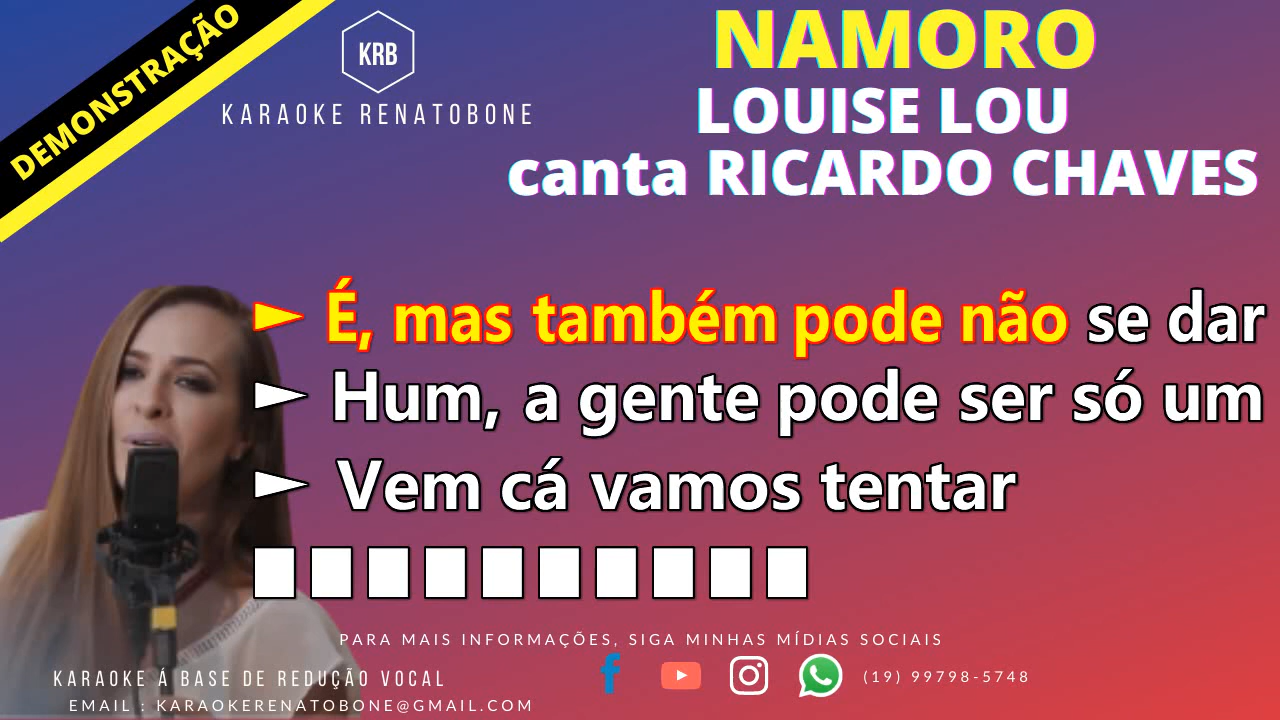 DEMONSTRAÇÃO
KRB
KARAOKE RENATOBONE
NAMORO
LOUISE LOU
canta RICARDO CHAVES
► É, mas também pode não se dar
► Hum, a gente pode ser só um
► Vem cá vamos tentar
PARA MAIS INFORMAÇÕES, SIGA MINHAS MÍDIAS SOCIAIS
(19) 99798-5748
KARAOKE Á BASE DE REDUÇÃO VOCAL
EMAIL : KARAOKERENATOBONE@GMAIL.COM